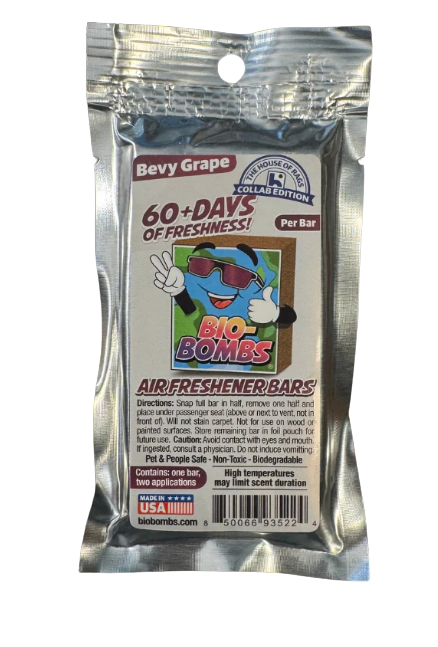 Bevy Grape
THE HOUSE OF RAGS
COLLAB EDITION
60+DAYS
OF FRESHNESS!
Per Bar
BIO-
BOMBS
AIR FRESHENER BARS
Directions: Snap full bar in half, remove one half and
place under passenger seat (above or next to vent, not in
front of). Will not stain carpet. Not for use on wood or
painted surfaces. Store remaining bar in foil pouch for
future use. Caution: Avoid contact with eyes and mouth.
If ingested, consult a physician. Do not induce vomitting.
Pet & People Safe - Non-Toxic - Biodegradable
Contains: one bar,
two applications
High temperatures
may limit scent duration
MADE IN
USA
biobombs.com
8 50066 93522 4